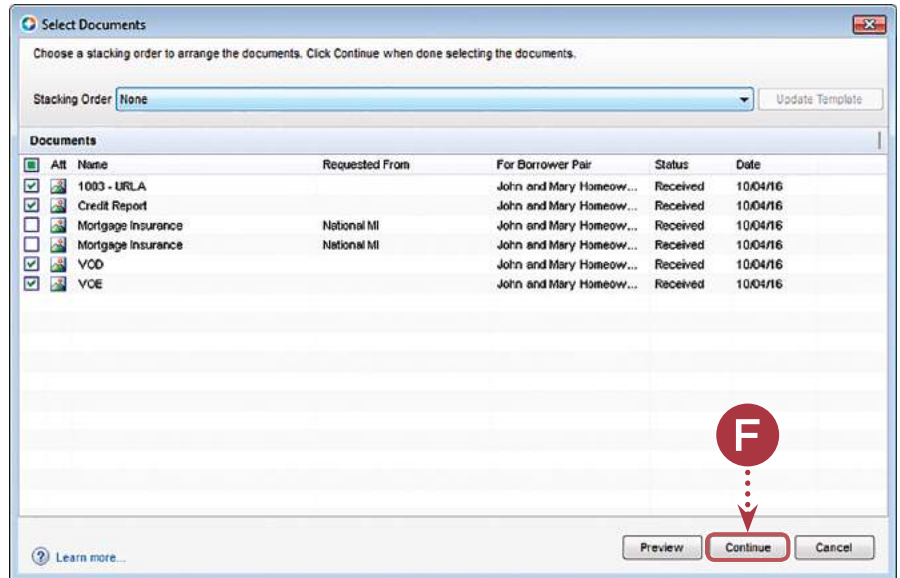 Select Documents
Choose a stacking order to arrange the documents. Click Continue when done selecting the documents.
Stacking Order None Update Template
Documents
Att Name Requested From For Borrower Pair Status Date
1003 - URLA John and Mary Homeow... Received 10/04/16
Credit Report John and Mary Homeow... Received 10/04/16
Mortgage Insurance National MI John and Mary Homeow... Received 10/04/16
Mortgage Insurance National MI John and Mary Homeow... Received 10/04/16
VOD John and Mary Homeow... Received 10/04/16
VOE John and Mary Homeow... Received 10/04/16
F
Learn more... Preview Continue Cancel